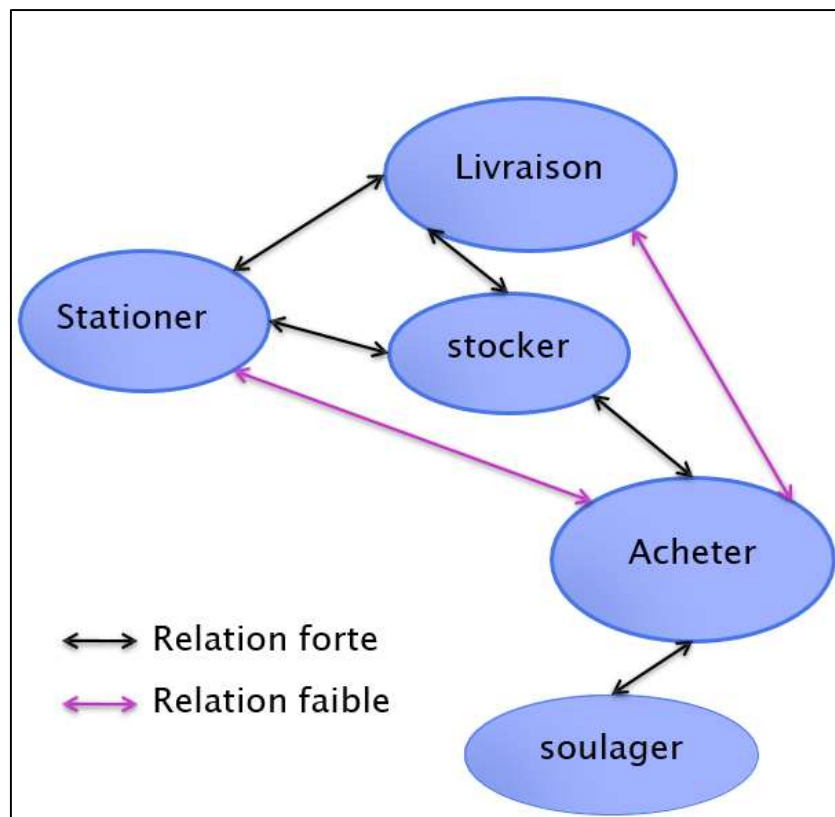 Livraison
Stationer
stocker
Acheter
Relation forte
Relation faible
soulager